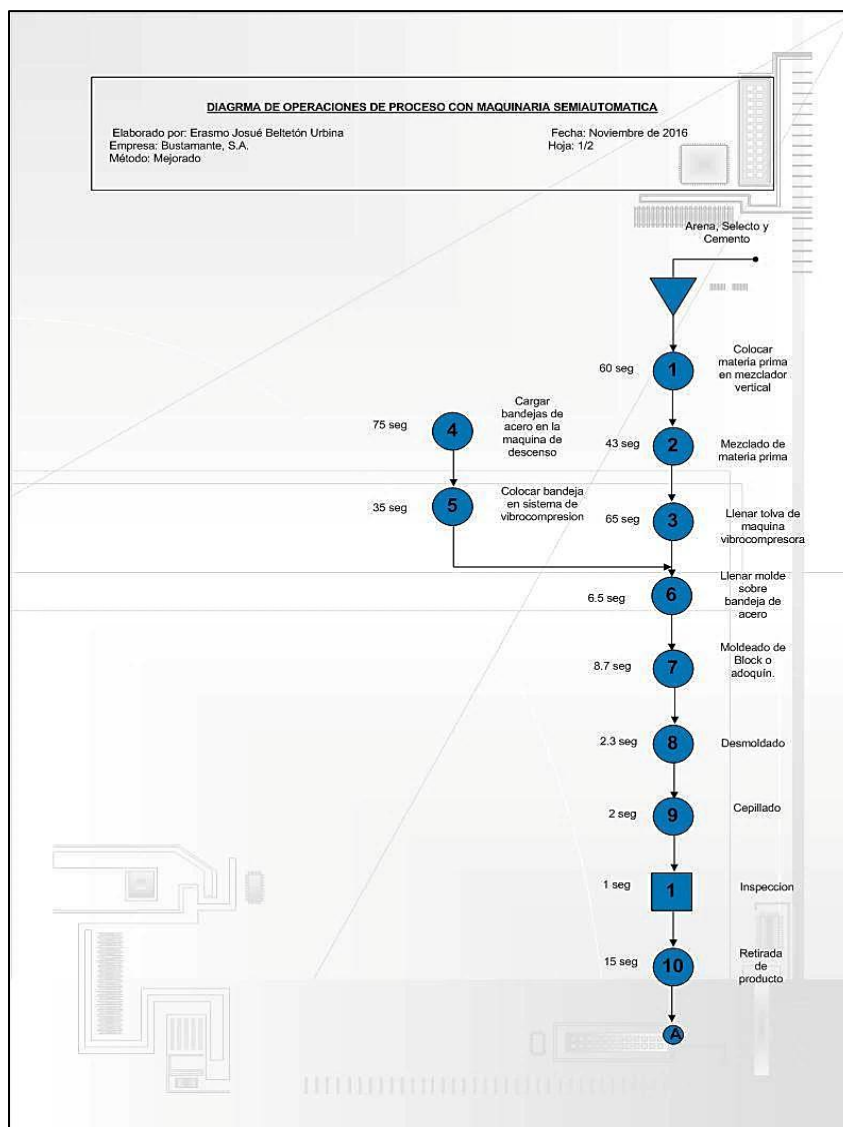 DIAGRMA DE OPERACIONES DE PROCESO CON MAQUINARIA SEMIAUTOMATICA
Elaborado por: Erasmo Josué Beltetón Urbina
Fecha: Noviembre de 2016
Empresa: Bustamante, S.A.
Hoja: 1/2
Método: Mejorado
Arena, Selecto y
Cemento
60 seg
1
Colocar
materia prima
en mezclador
vertical
75 seg
4
Cargar
bandejas de
acero en la
maquina de
descenso
43 seg
2
Mezclado de
materia prima
35 seg
5
Colocar bandeja
en sistema de
vibrocompresion
65 seg
3
Llenar tolva de
maquina
vibrocompresora
6.5 seg
6
Llenar molde
sobre
bandeja de
acero
8.7 seg
7
Moldeado de
Block o
adoquín.
2.3 seg
8
Desmoldado
2 seg
9
Cepillado
1 seg
1
Inspeccion
15 seg
10
Retirada
de
producto
A